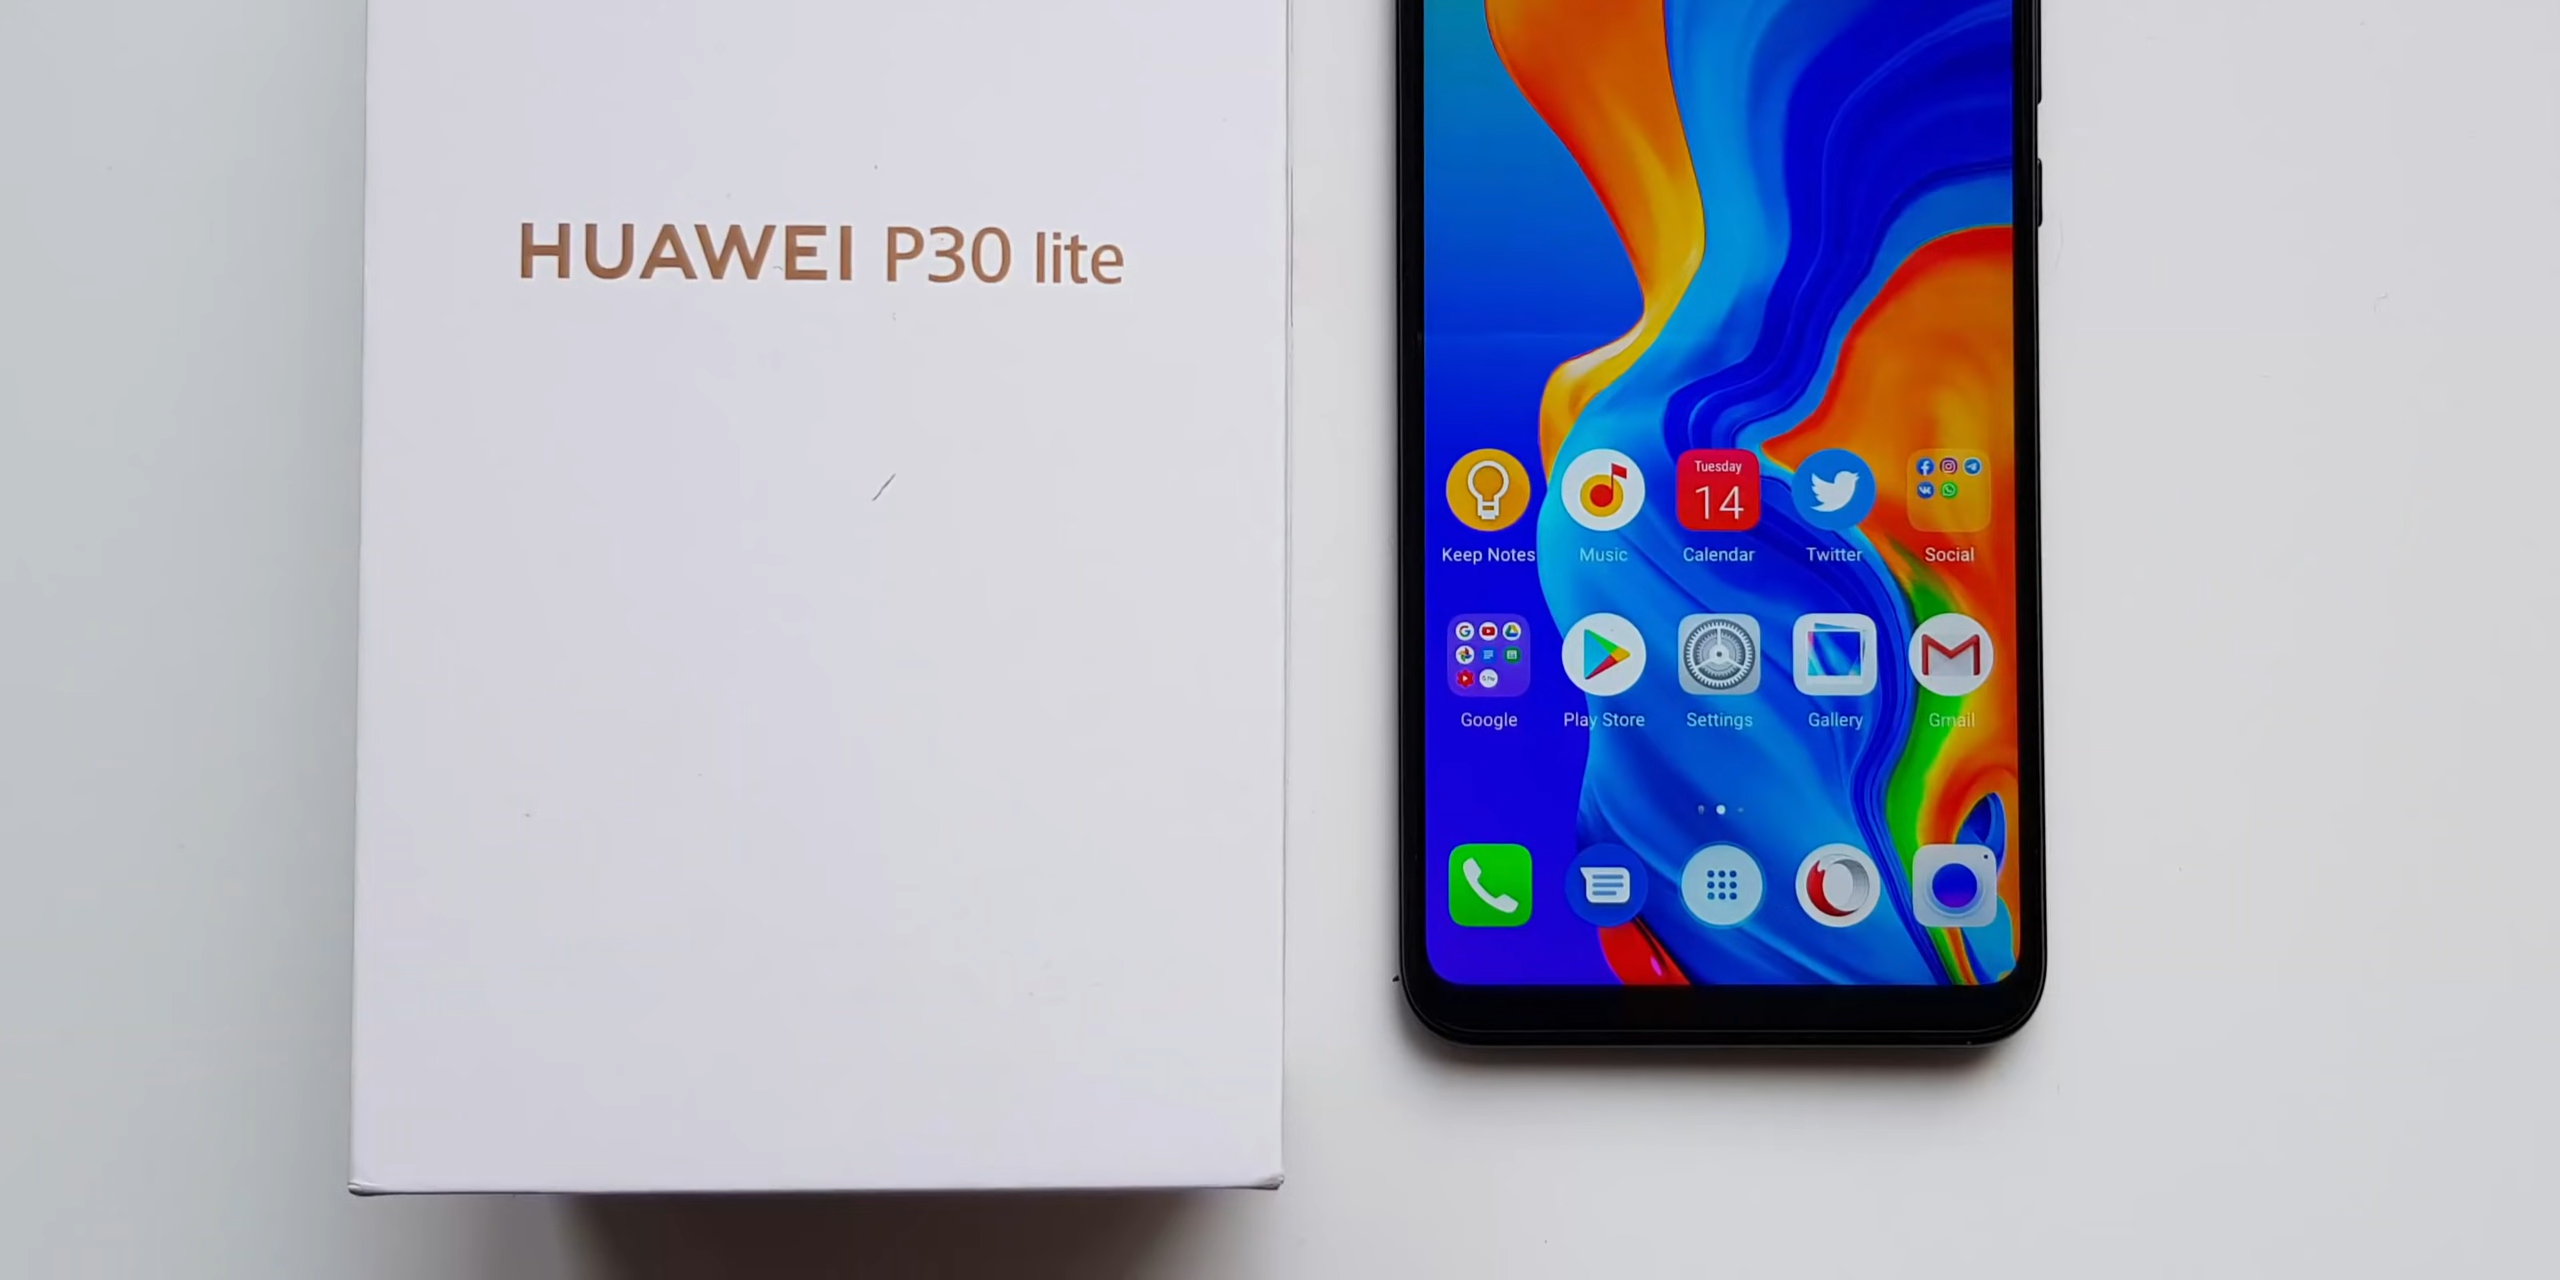 HUAWEI P30 lite
Tuesday
14
Keep Notes
Music
Calendar
Twitter
Social
Google
Play Store
Settings
Gallery
Gmail